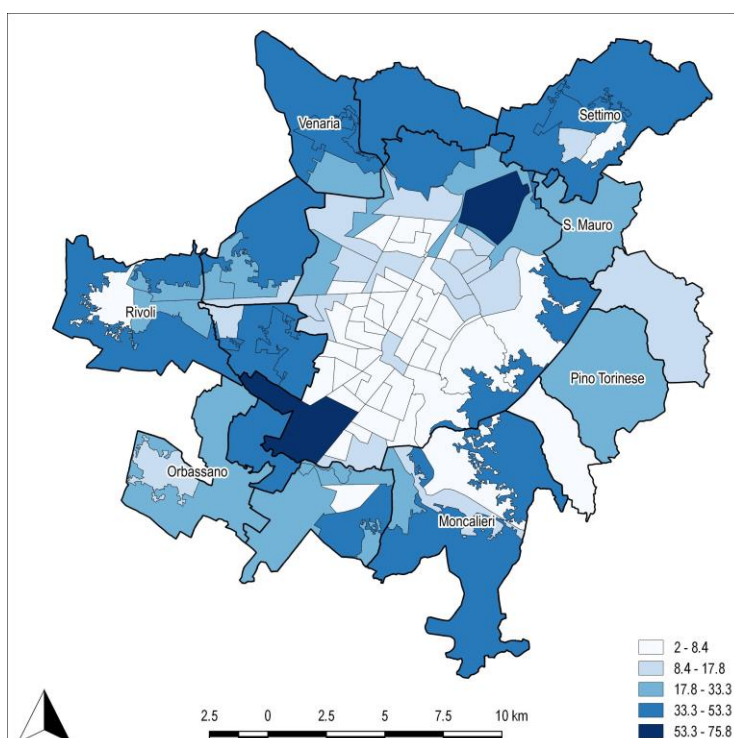 Venaria
Settimo
S. Mauro
Rivoli
Pino Torinese
Orbassano
Moncalieri
2 - 8.4
8.4 - 17.8
17.8 - 33.3
33.3 - 53.3
53.3 - 75.8
2.5 0 2.5 5 7.5 10 km